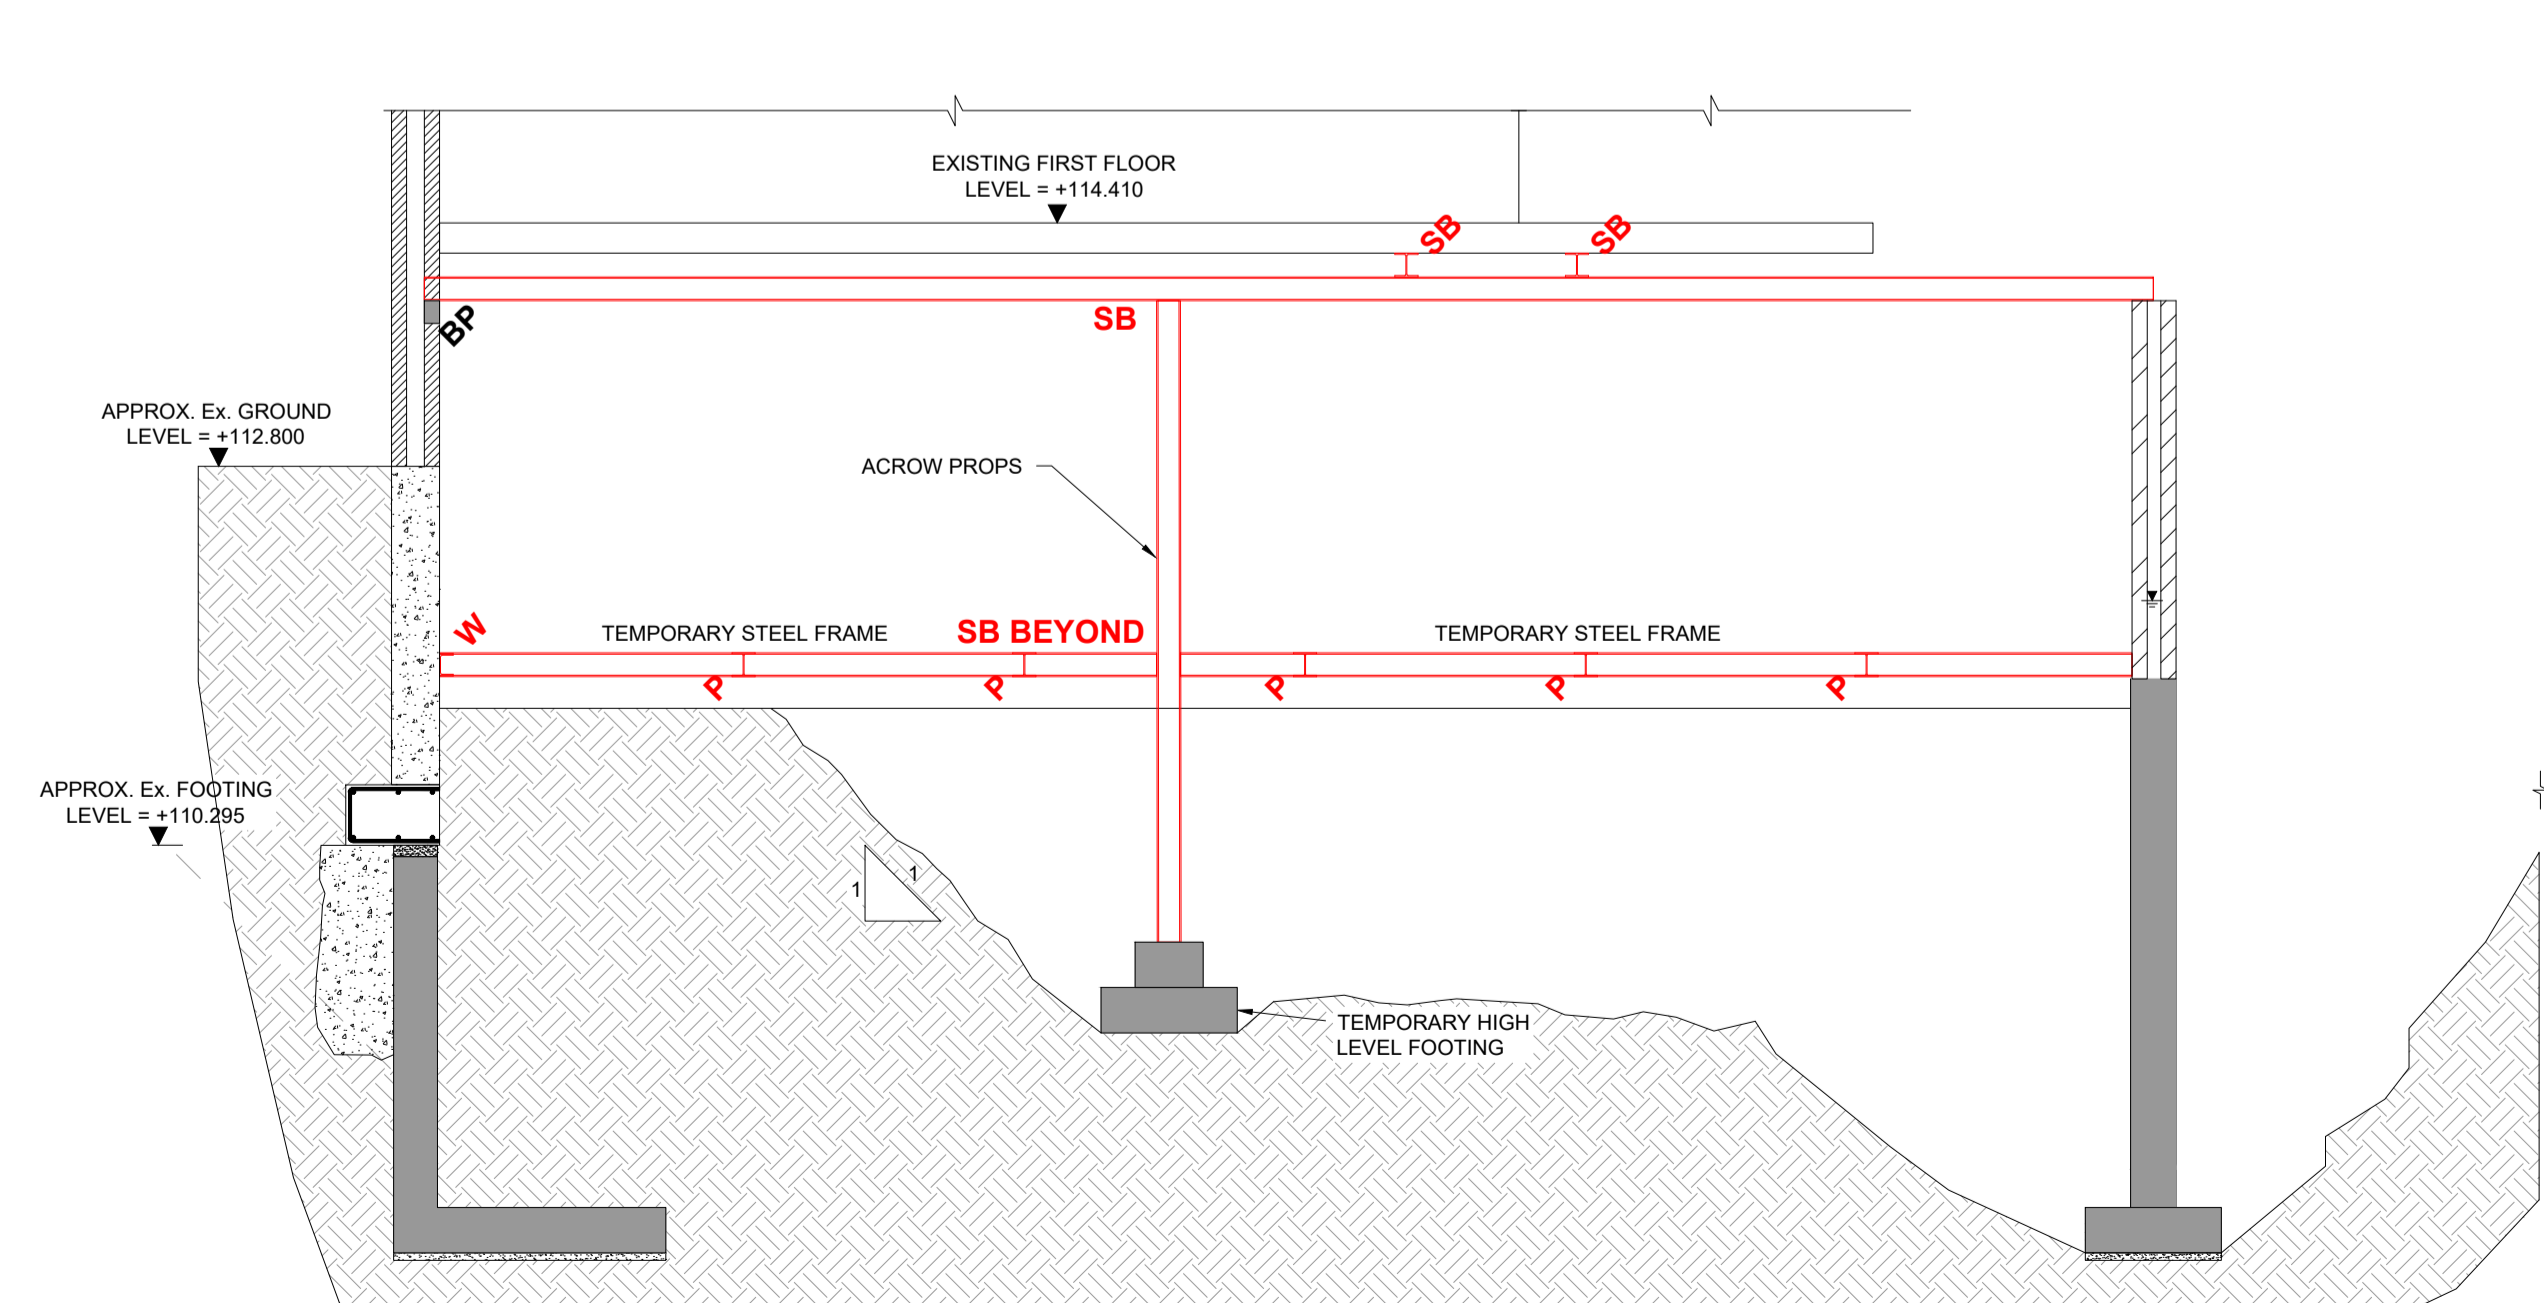 EXISTING FIRST FLOOR
LEVEL = +114.410
SB
SB
SB
BP
APPROX. Ex. GROUND
LEVEL = +112.800
ACROW PROPS
W
TEMPORARY STEEL FRAME
SB BEYOND
TEMPORARY STEEL FRAME
P
P
P
P
P
APPROX. Ex. FOOTING
LEVEL = +110.295
1
1
TEMPORARY HIGH
LEVEL FOOTING